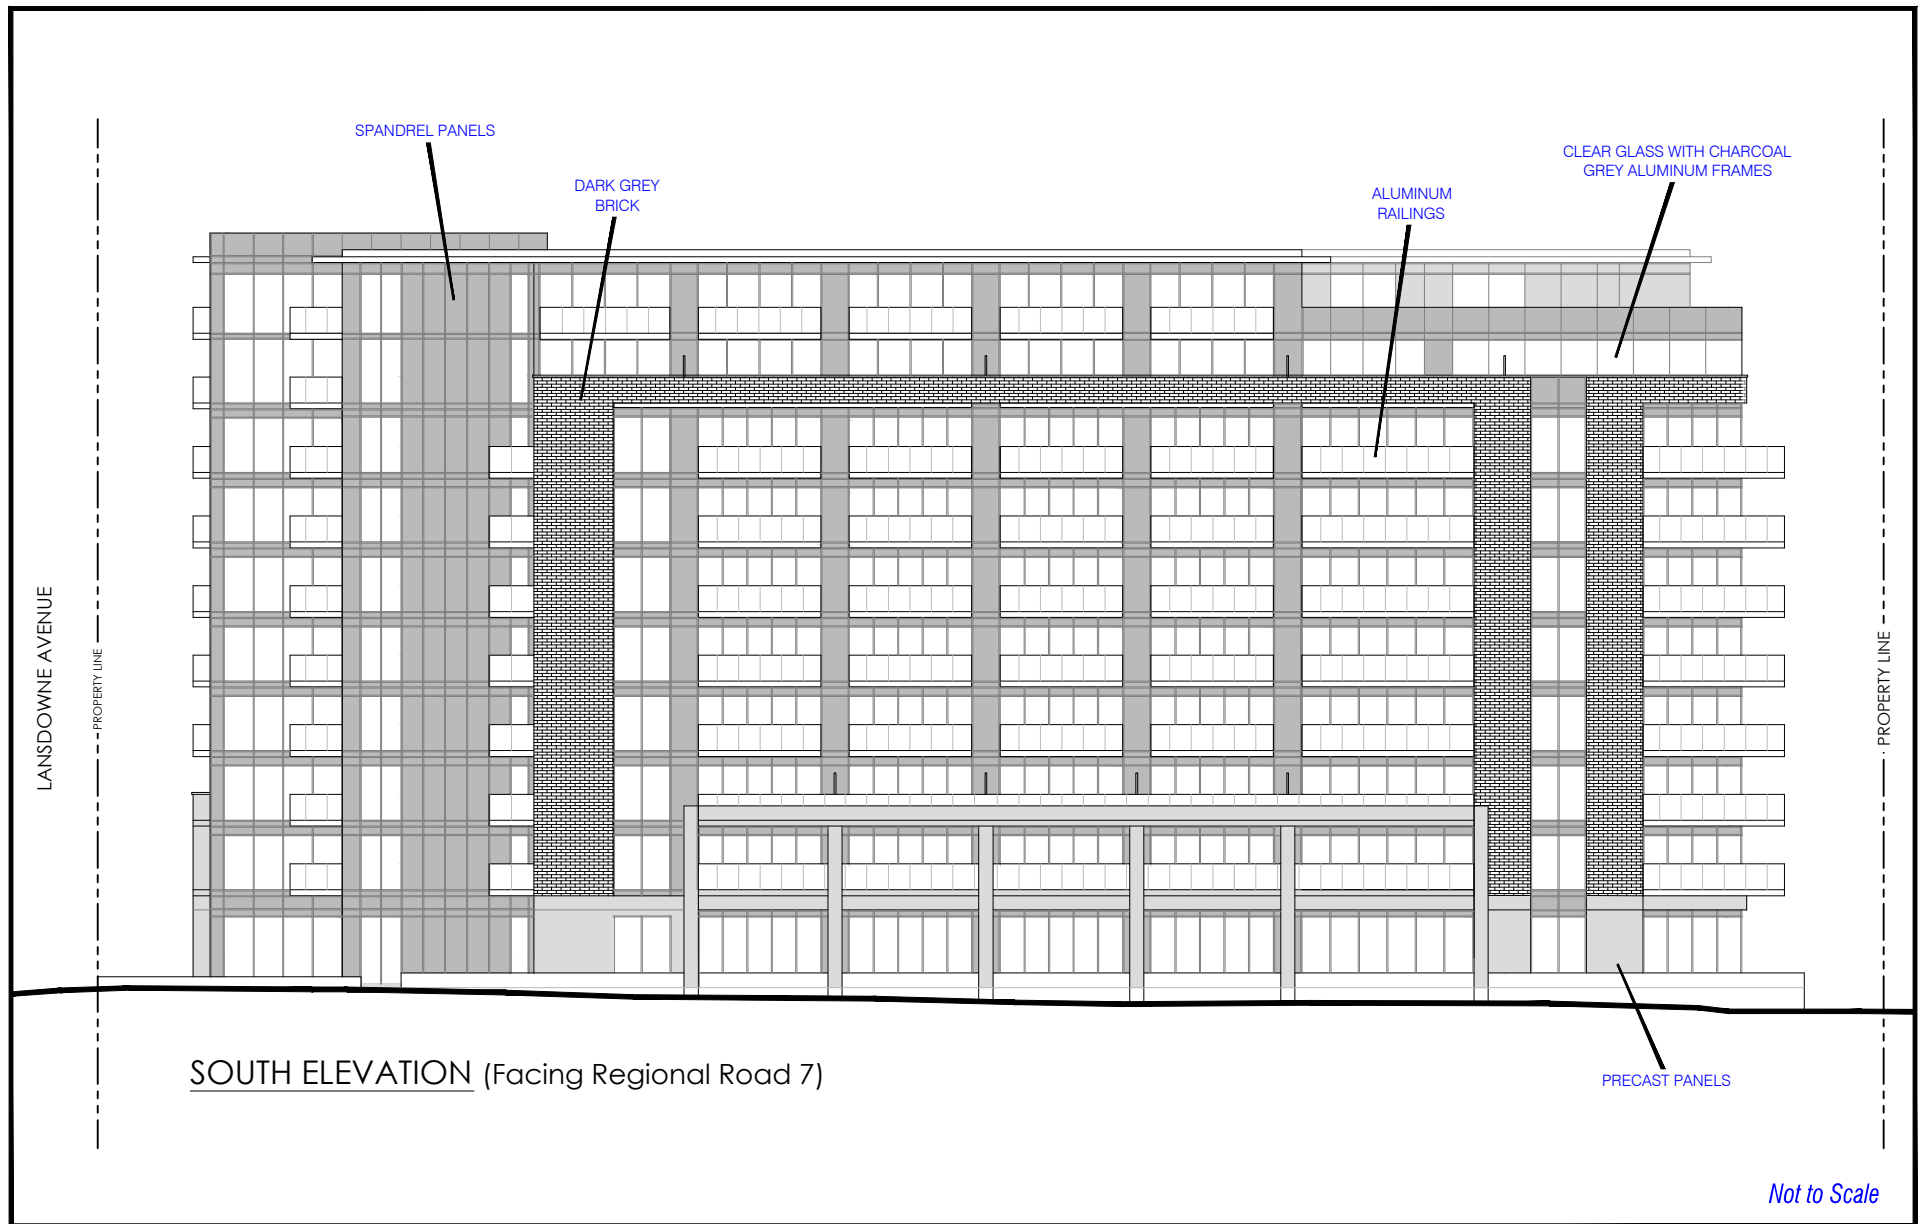 SPANDREL PANELS
DARK GREY
BRICK
ALUMINUM
RAILINGS
CLEAR GLASS WITH CHARCOAL
GREY ALUMINUM FRAMES
LANSDOWNE AVENUE
PROPERTY LINE
PROPERTY LINE
SOUTH ELEVATION (Facing Regional Road 7)
PRECAST PANELS
Not to Scale